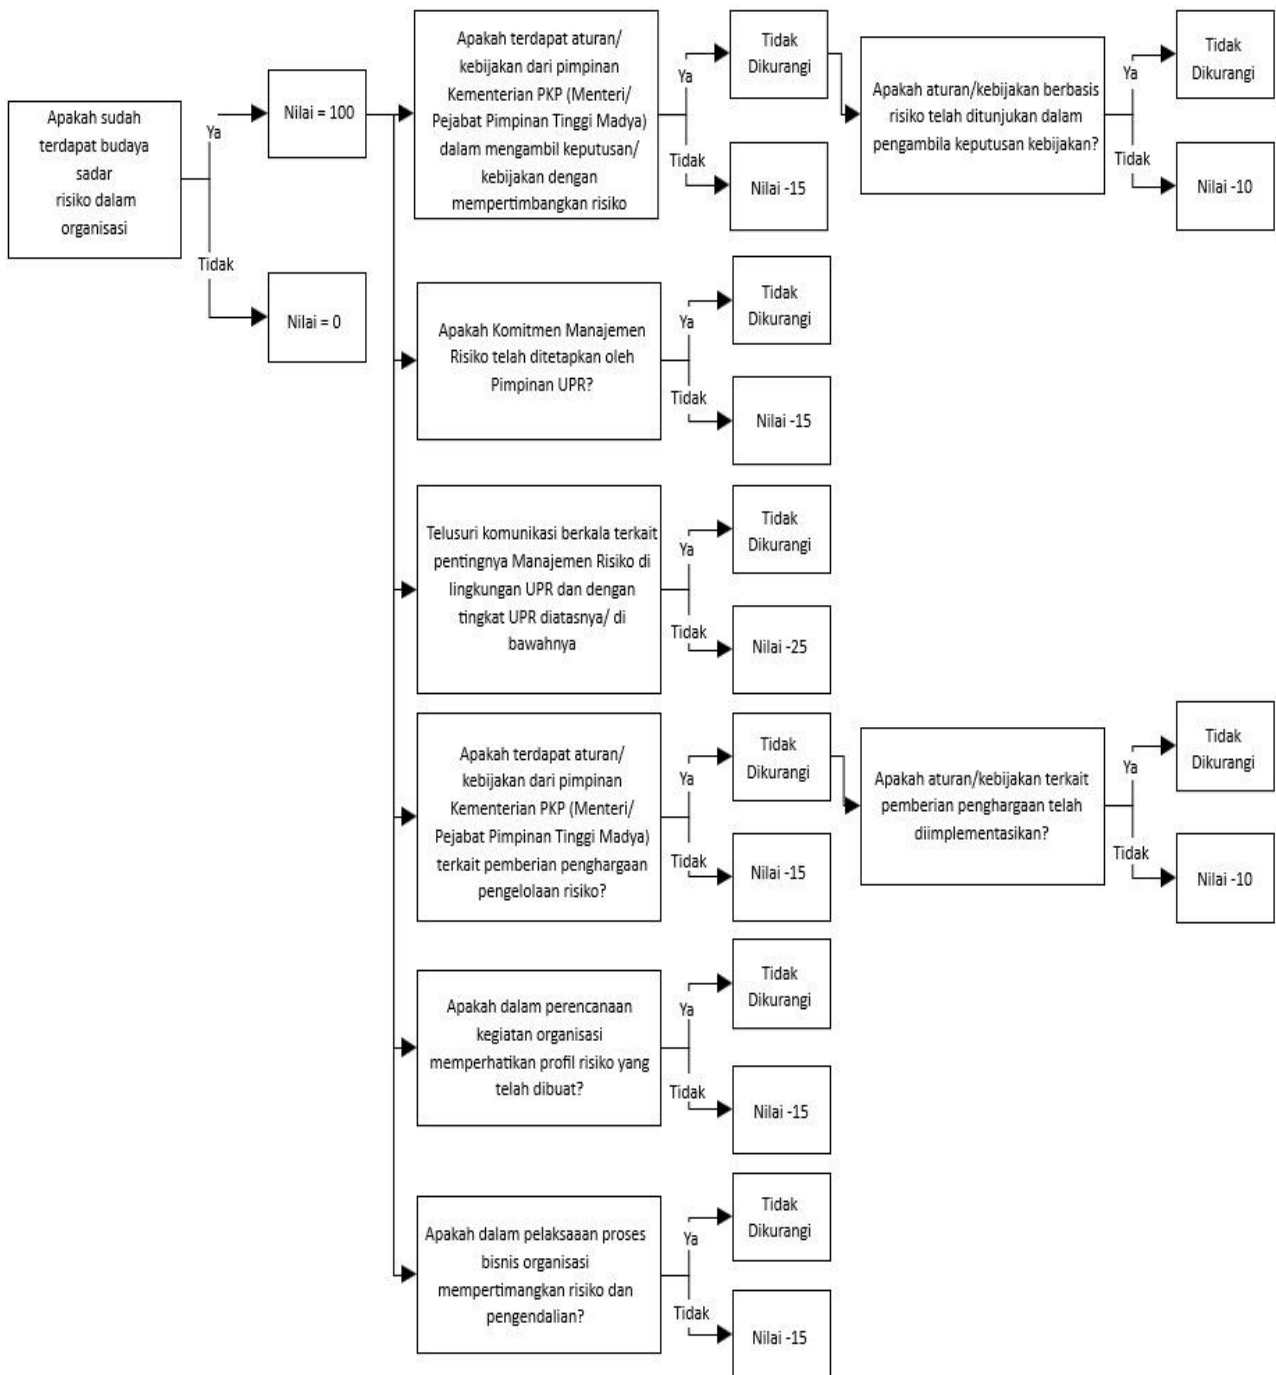 Apakah sudah
terdapat budaya
sadar
risiko dalam
organisasi
Ya
Tidak
Nilai = 100
Nilai = 0
Apakah terdapat aturan/
kebijakan dari pimpinan
Kementerian PKP (Menteri/
Pejabat Pimpinan Tinggi Madya)
dalam mengambil keputusan/
kebijakan dengan
mempertimbangkan risiko
Ya
Tidak
Tidak
Dikurangi
Nilai -15
Apakah aturan/kebijakan berbasis
risiko telah ditunjukan dalam
pengambila keputusan kebijakan?
Ya
Tidak
Tidak
Dikurangi
Nilai -10
Apakah Komitmen Manajemen
Risiko telah ditetapkan oleh
Pimpinan UPR?
Ya
Tidak
Tidak
Dikurangi
Nilai -15
Telusuri komunikasi berkala terkait
pentingnya Manajemen Risiko di
lingkungan UPR dan dengan
tingkat UPR diatasnya/ di
bawahnya
Ya
Tidak
Tidak
Dikurangi
Nilai -25
Apakah terdapat aturan/
kebijakan dari pimpinan
Kementerian PKP (Menteri/
Pejabat Pimpinan Tinggi Madya)
terkait pemberian penghargaan
pengelolaan risiko?
Ya
Tidak
Tidak
Dikurangi
Nilai -15
Apakah aturan/kebijakan terkait
pemberian penghargaan telah
diimplementasikan?
Ya
Tidak
Tidak
Dikurangi
Nilai -10
Apakah dalam perencanaan
kegiatan organisasi
memperhatikan profil risiko yang
telah dibuat?
Ya
Tidak
Tidak
Dikurangi
Nilai -15
Apakah dalam pelaksaaan proses
bisnis organisasi
mempertimangkan risiko dan
pengendalian?
Ya
Tidak
Tidak
Dikurangi
Nilai -15